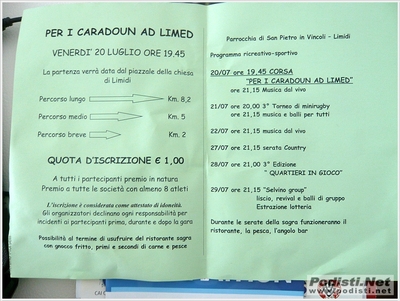 PER I CARADOUN AD LIMED
VENERDI' 20 LUGLIO ORE 19.45
La partenza verrà data dal piazzale della chiesa
di Limidi
Percorso lungo Km. 8,2
Percorso medio Km. 5
Percorso breve Km. 2
QUOTA D'ISCRIZIONE € 1,00
A tutti i partecipanti premio in natura
Premio a tutte le società con almeno 8 atleti
L'iscrizione è considerata come attestato di idoneità.
Gli organizzatori declinano ogni responsabilità per
incidenti ai partecipanti prima, durante e dopo la gara
Possibilità al termine di usufruire del ristorante sagra
con gnocco fritto, primi e secondi di carne e pesce
Parrocchia di San Pietro in Vincoli - Limidi
Programma ricreativo-sportivo
20/07 ore 19,45 CORSA
"PER I CARADOUN AD LIMED"
ore 21,15 Musica dal vivo
21/07 ore 20,00 3° Torneo di minirugby
ore 21,15 musica e balli per tutti
22/07 ore 21,15 musica dal vivo
27/07 ore 21,15 serata Country
28/07 ore 21,00 3° Edizione
" QUARTIERI IN GIOCO"
29/07 ore 21,15 "Selvino group"
liscio, revival e balli di gruppo
Estrazione lotteria
Durante le serate della sagra funzioneranno il
ristorante, la pesca, l'angolo bar
Podisti.Net
www.podisti.net